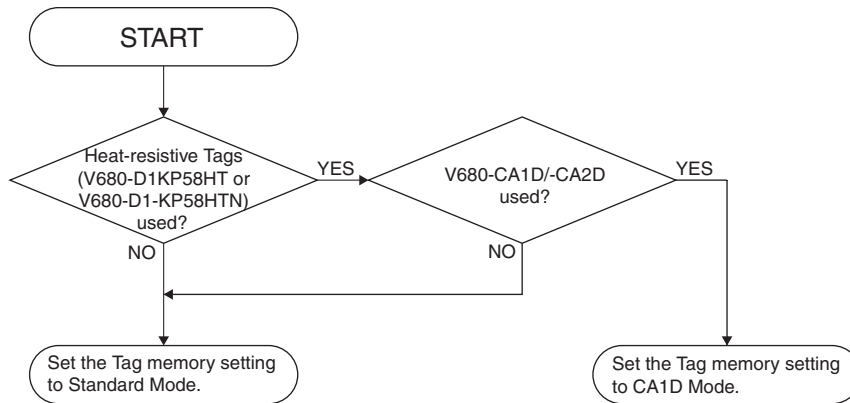 START
Heat-resistive Tags
(V680-D1KP58HT or
V680-D1-KP58HTN)
used?
YES
NO
V680-CA1D/-CA2D
used?
YES
NO
Set the Tag memory setting
to Standard Mode.
Set the Tag memory setting
to CA1D Mode.